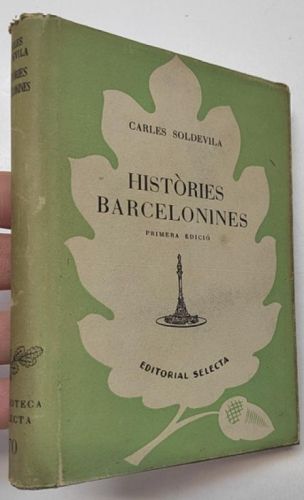 CARLES SOLDEVILA
HISTÒRIES
BARCELONINES
PRIMERA EDICIÓ
EDITORIAL SELECTA